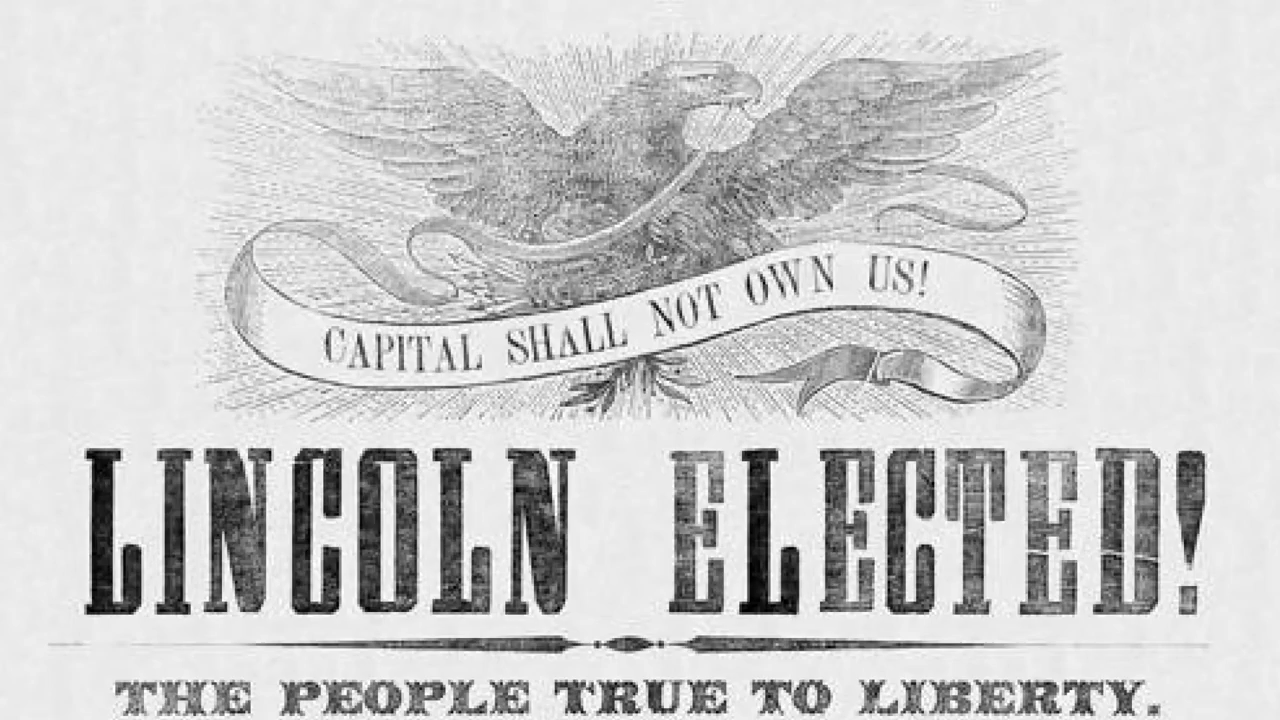 CAPITAL SHALL NOT OWN US!
LINCOLN ELECTED!
THE PEOPLE TRUE TO LIBERTY.